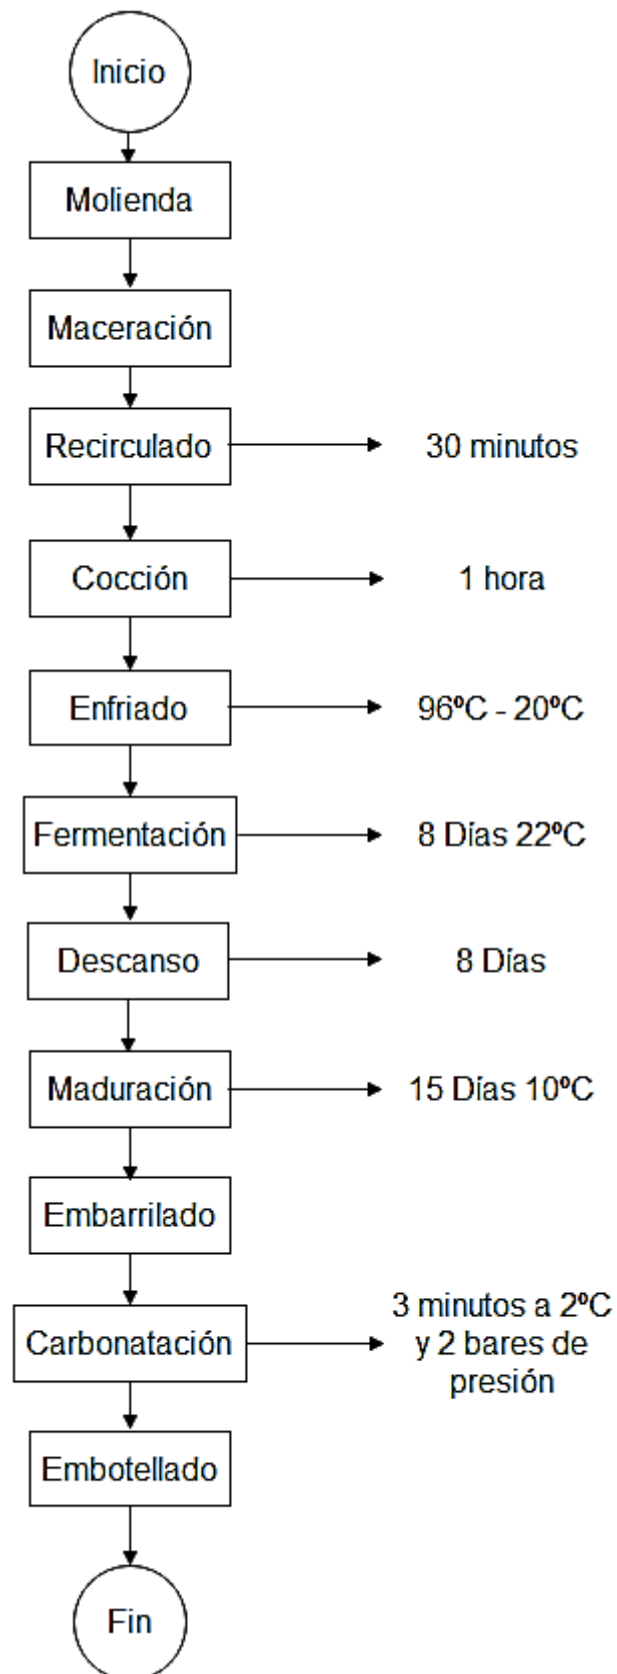 Inicio
Molienda
Maceración
Recirculado
30 minutos
Cocción
1 hora
Enfriado
96ºC - 20ºC
Fermentación
8 Días 22ºC
Descanso
8 Días
Maduración
15 Días 10ºC
Embarrilado
Carbonatación
3 minutos a 2ºC
y 2 bares de
presión
Embotellado
Fin